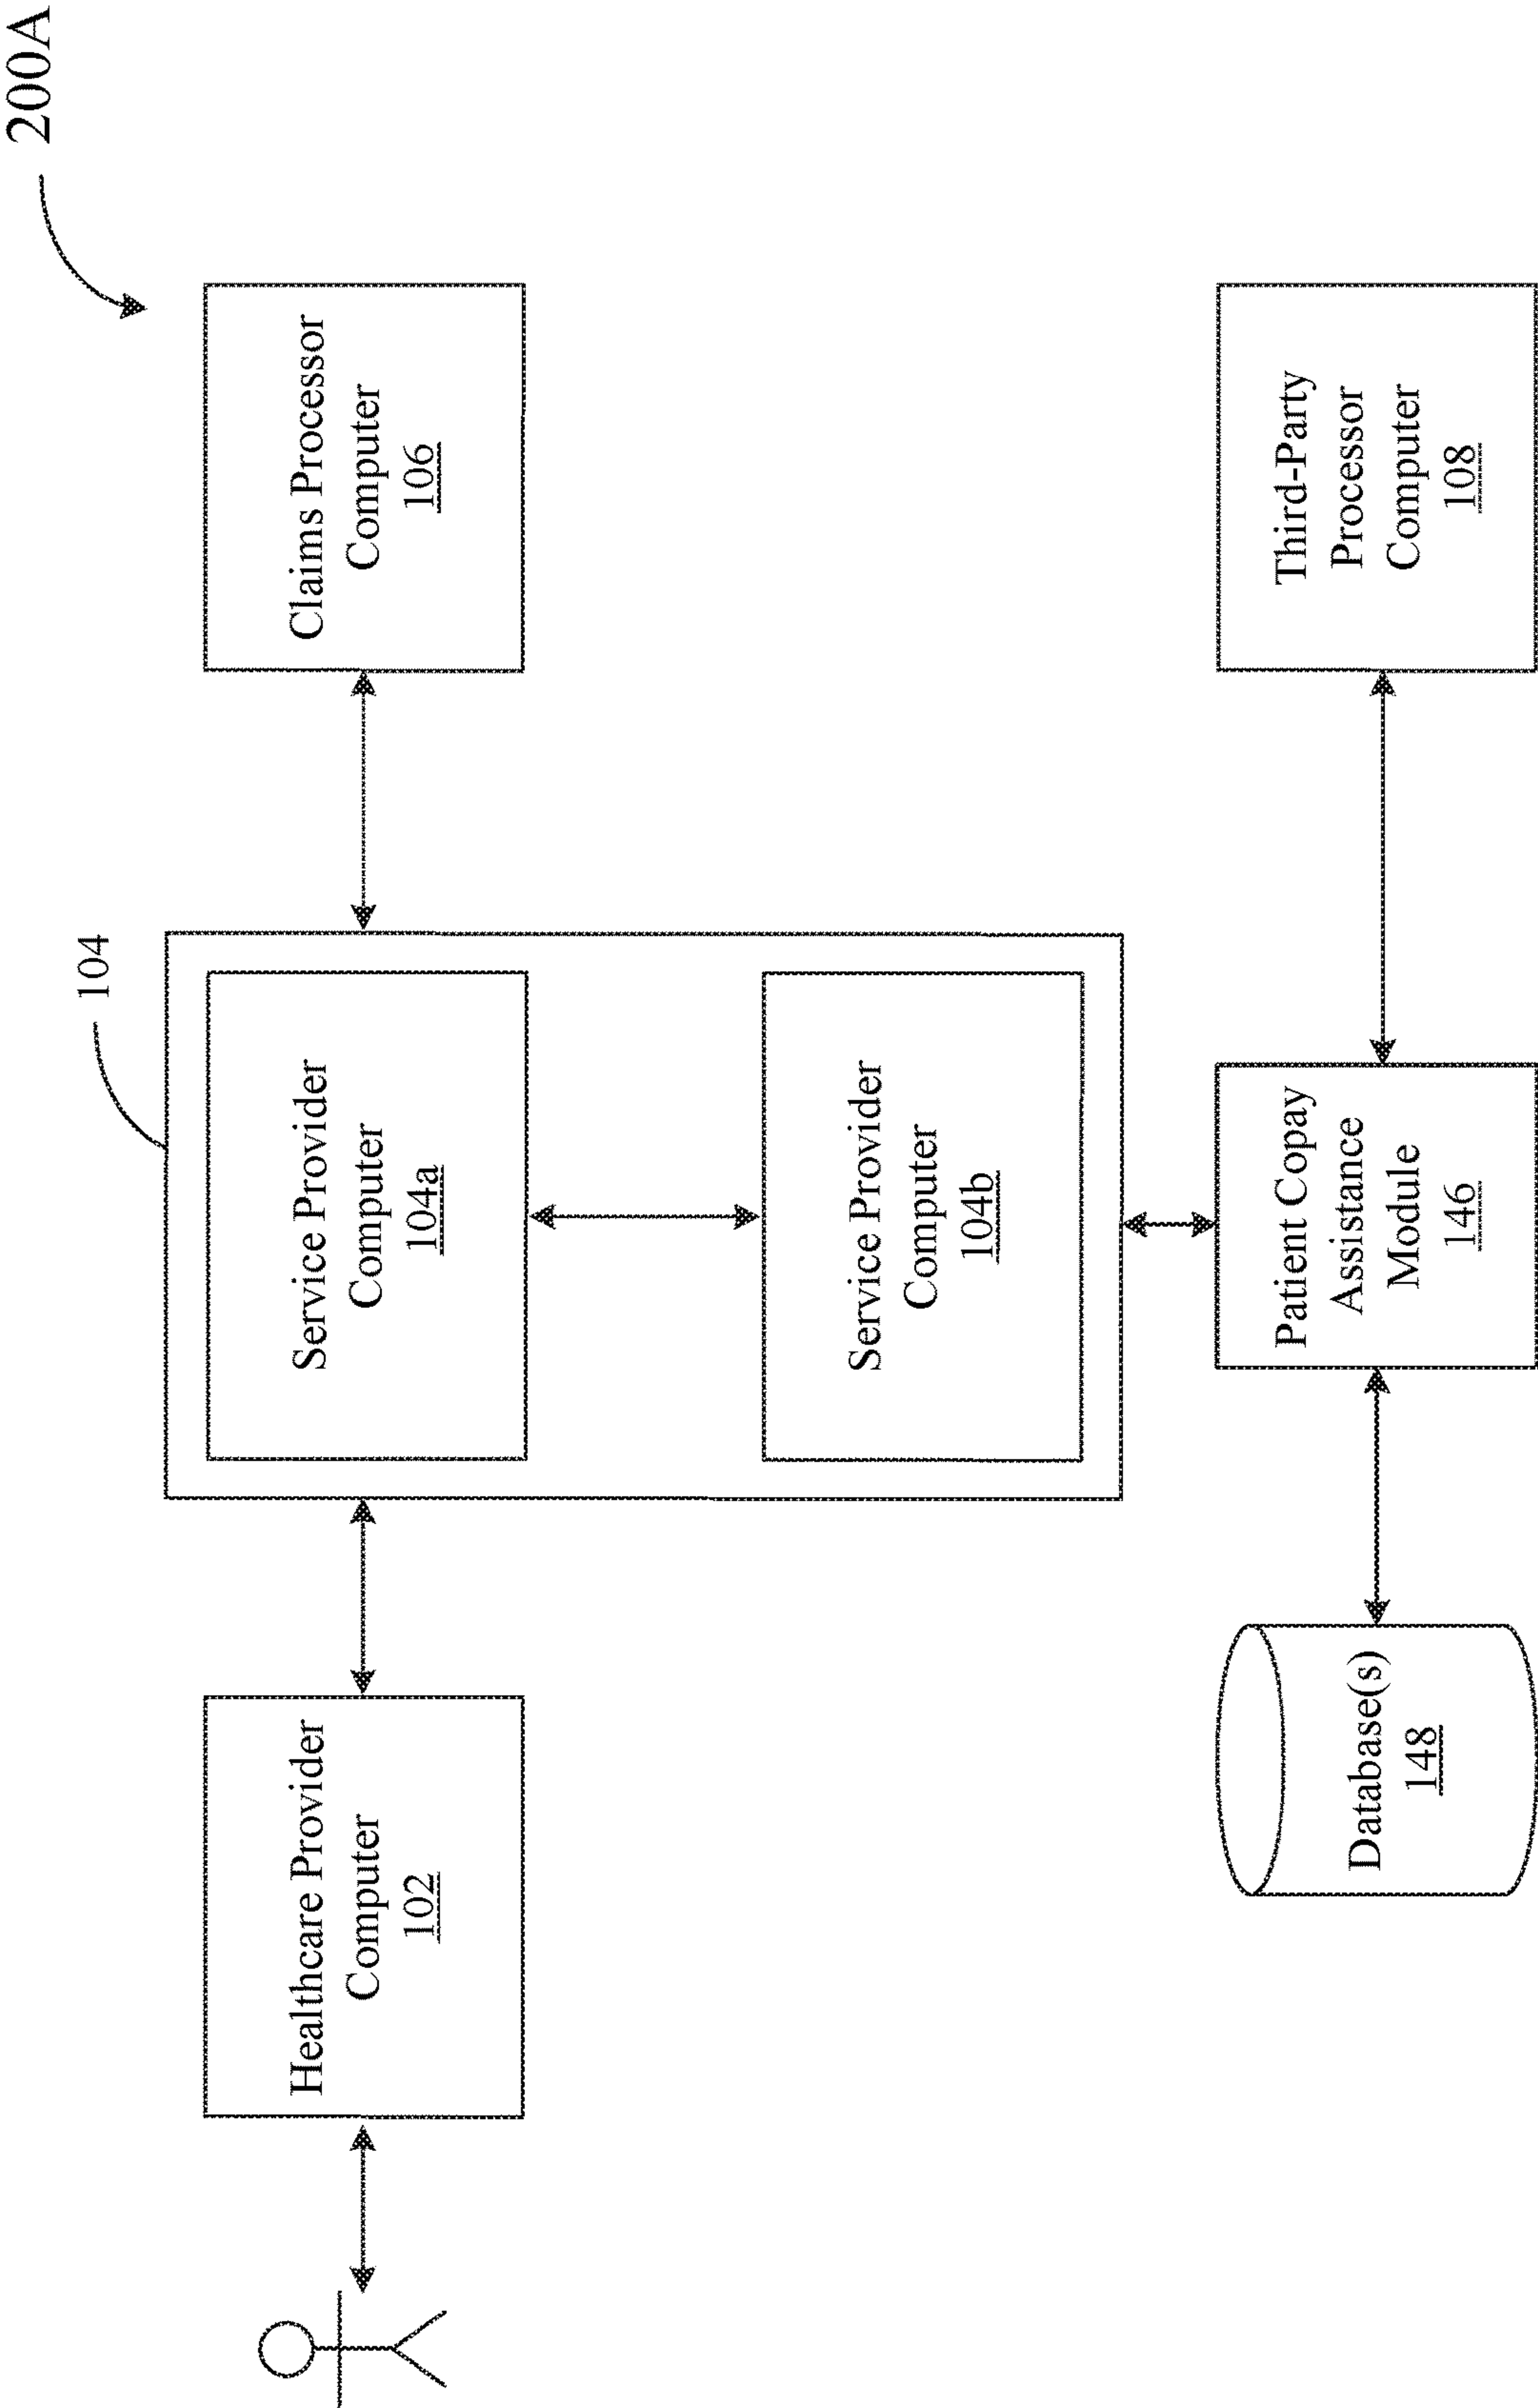 200A
104
Healthcare Provider
Computer
102
Service Provider
Computer
104a
Claims Processor
Computer
106
Service Provider
Computer
104b
Database(s)
148
Patient Copay
Assistance
Module
146
Third-Party
Processor
Computer
108